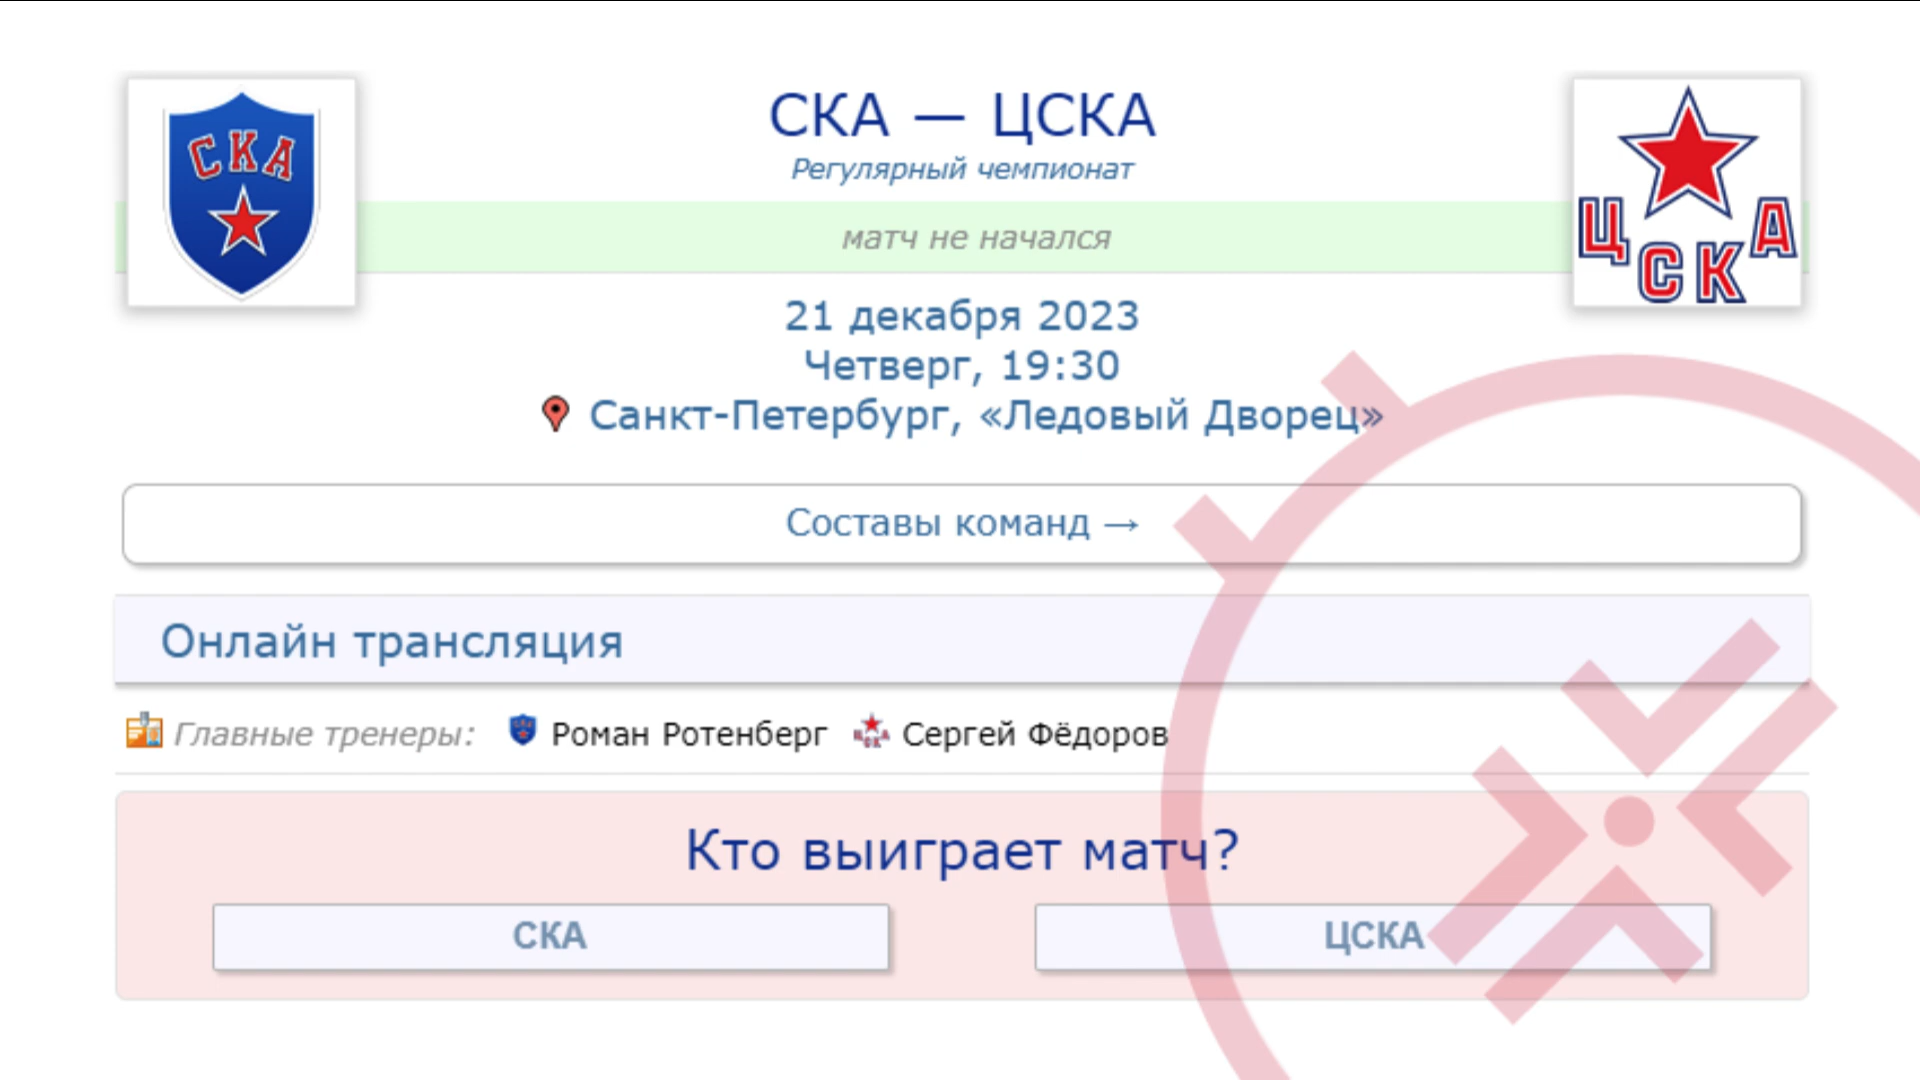 СКА
СКА — ЦСКА
ЦСКА
Регулярный чемпионат
матч не начался
21 декабря 2023
Четверг, 19:30
Санкт-Петербург, «Ледовый Дворец»
Составы команд →
Онлайн трансляция
Главные тренеры: Роман Ротенберг Сергей Фёдоров
Кто выиграет матч?
СКА ЦСКА